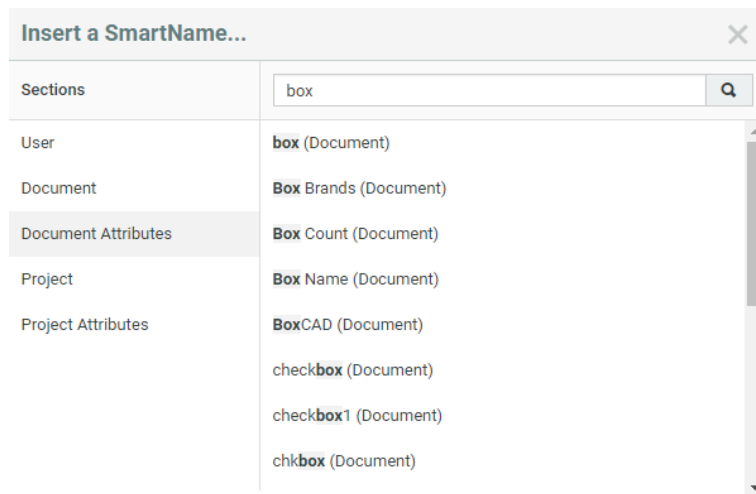 Insert a SmartName...
Sections
box
User
Document
Document Attributes
Project
Project Attributes
box (Document)
Box Brands (Document)
Box Count (Document)
Box Name (Document)
BoxCAD (Document)
checkbox (Document)
checkbox1 (Document)
chkbox (Document)